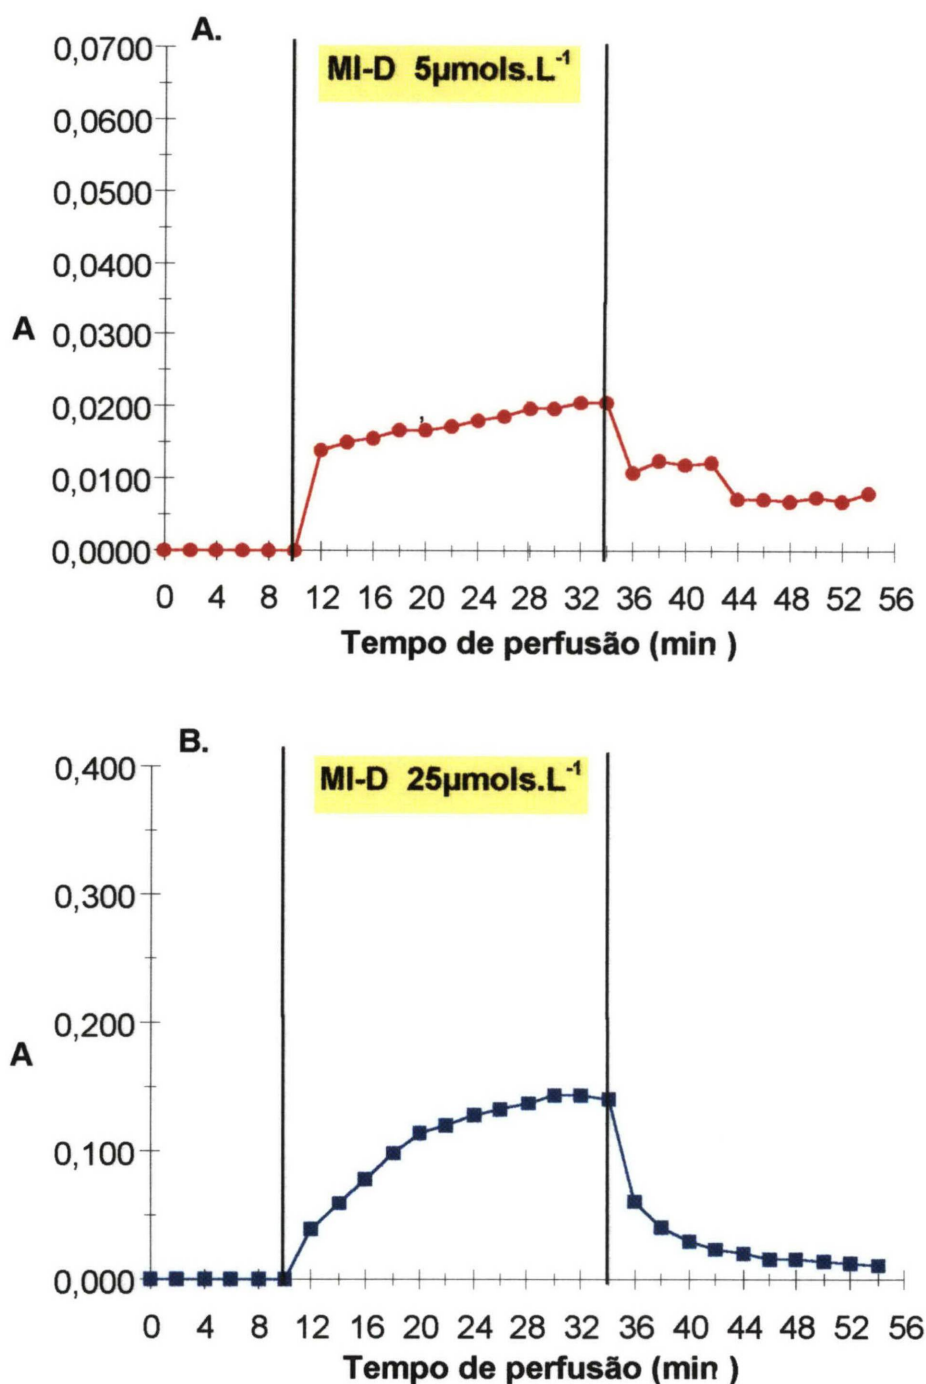 A.
MI-D 5µmols.L⁻¹
0,0700
0,0600
0,0500
0,0400
A 0,0300
0,0200
0,0100
0,0000
0 4 8 12 16 20 24 28 32 36 40 44 48 52 56
Tempo de perfusão (min )
B.
MI-D 25µmols.L⁻¹
0,400
0,300
0,200
A
0,100
0,000
0 4 8 12 16 20 24 28 32 36 40 44 48 52 56
Tempo de perfusão (min )